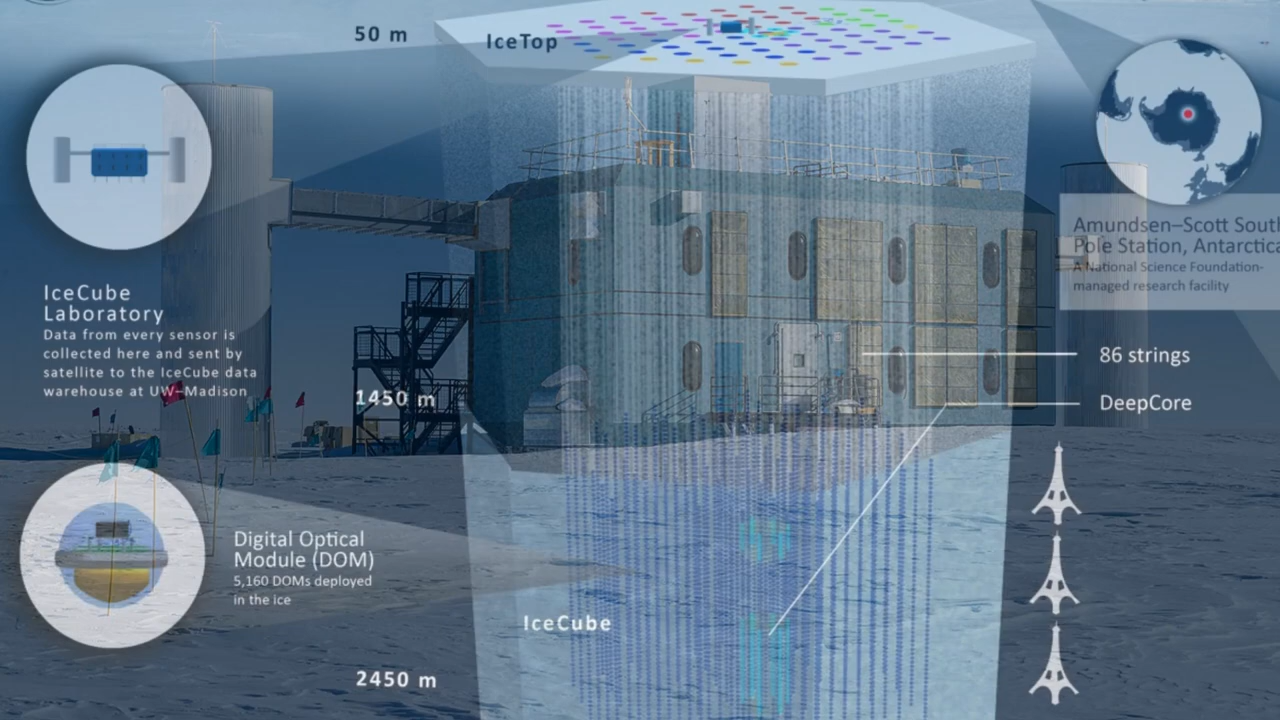 50 m
IceTop
Amundsen–Scott South
Pole Station, Antarctica
A National Science Foundation-
managed research facility
IceCube
Laboratory
Data from every sensor is
collected here and sent by
satellite to the IceCube data
warehouse at UW–Madison
86 strings
1450 m
DeepCore
Digital Optical
Module (DOM)
5,160 DOMs deployed
in the ice
IceCube
2450 m